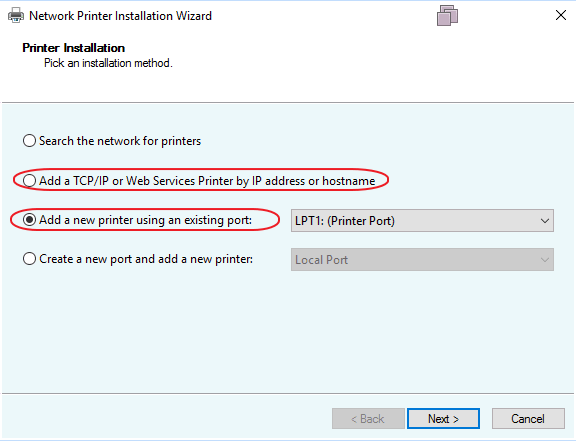 Network Printer Installation Wizard
Printer Installation
Pick an installation method.
Search the network for printers
Add a TCP/IP or Web Services Printer by IP address or hostname
Add a new printer using an existing port: LPT1: (Printer Port)
Create a new port and add a new printer: Local Port
< Back Next > Cancel